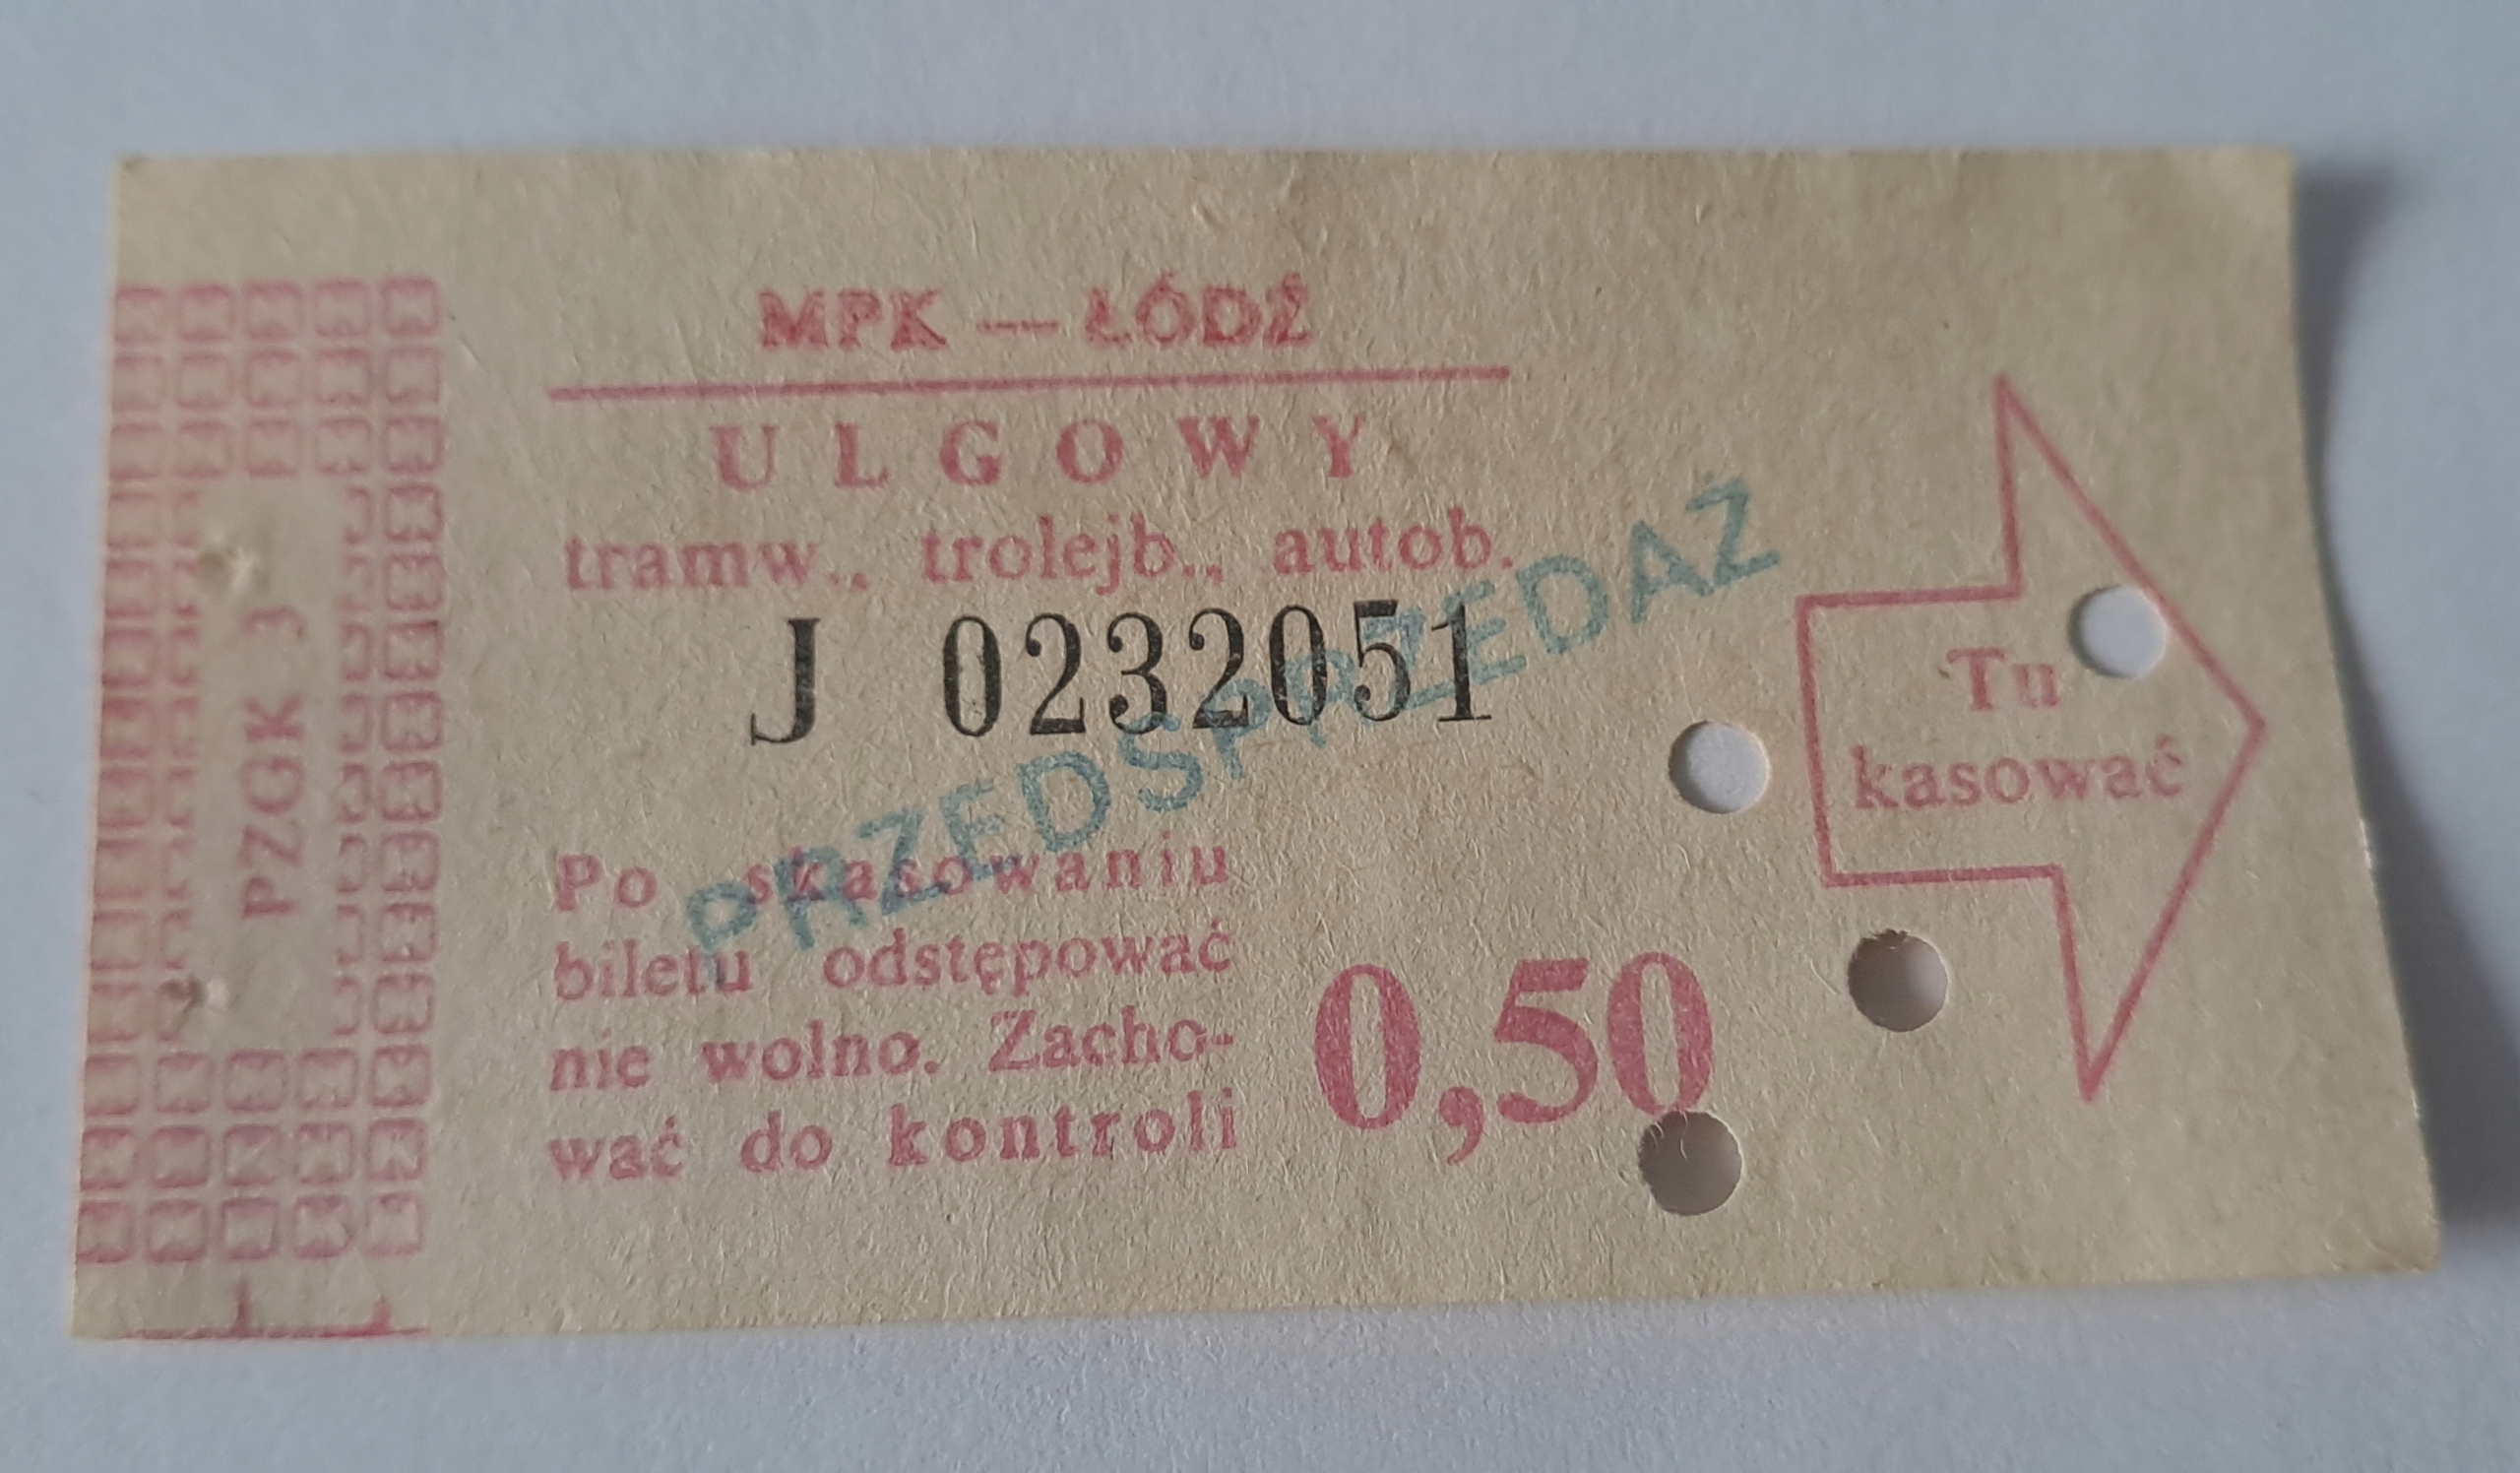 MPK — ŁÓDŹ
ULGOWY
tramw., trolejb., autob.
J 0232051
PRZEDSPRZEDAŻ
Po skasowaniu
biletu odstępować
nie wolno. Zacho-
wać do kontroli
0,50
Tu
kasować
PZGK 3